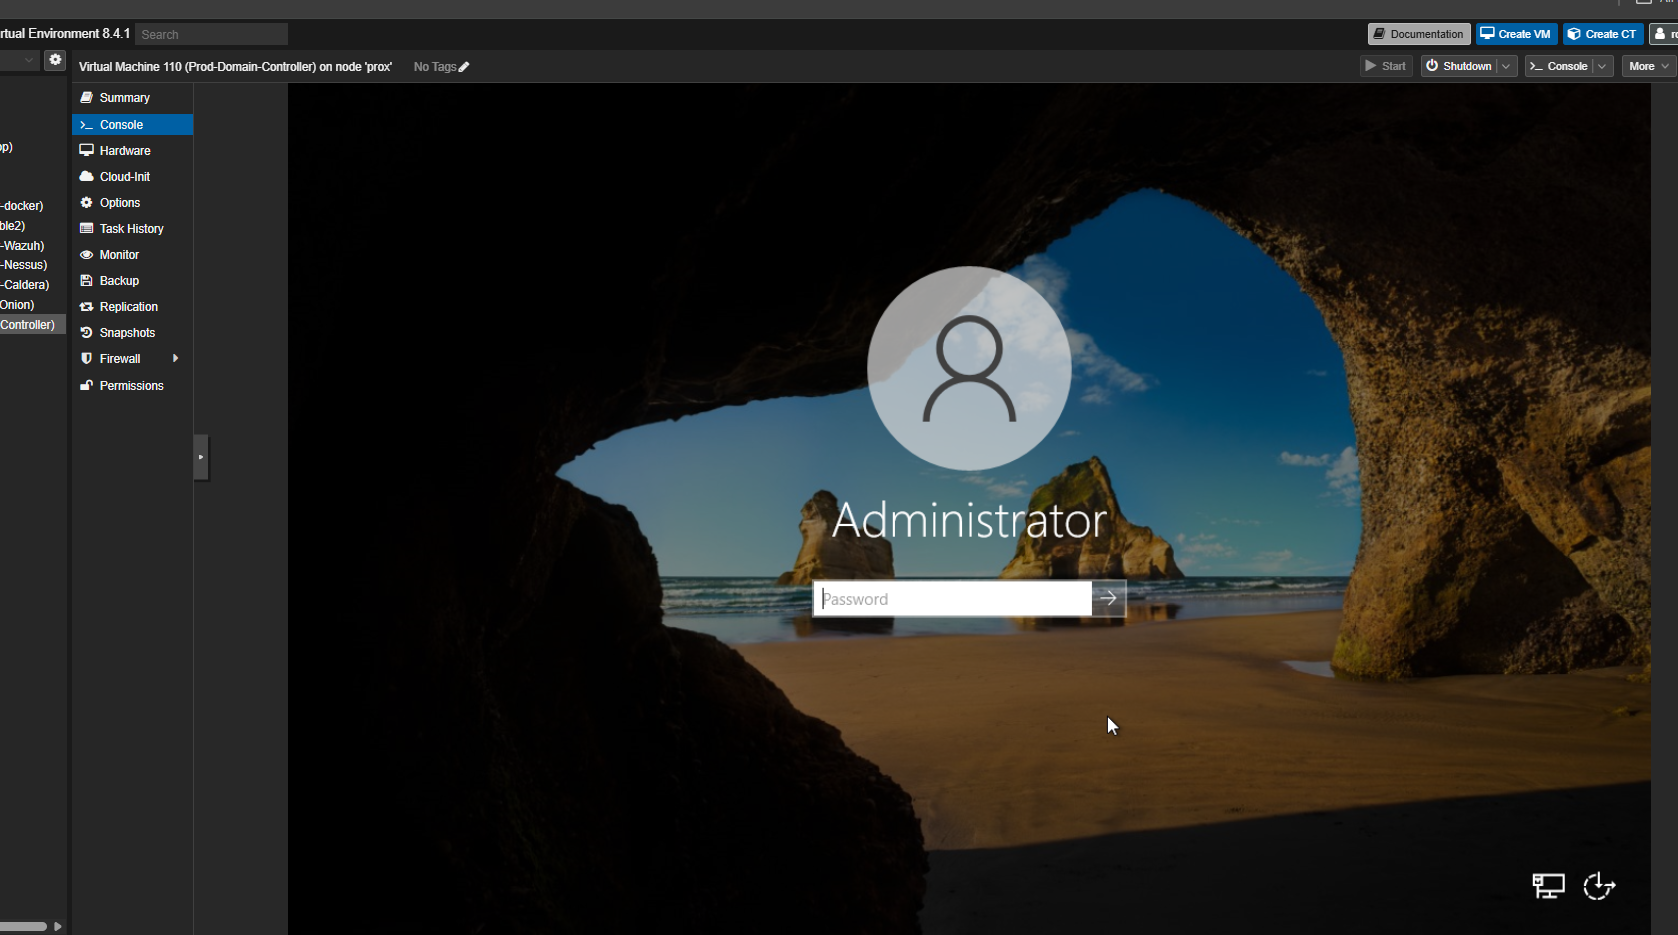 rtual Environment 8.4.1
Search
Documentation
Create VM
Create CT
Virtual Machine 110 (Prod-Domain-Controller) on node 'prox'
No Tags
Start
Shutdown
Console
More
Summary
Console
Hardware
Cloud-Init
Options
Task History
Monitor
Backup
Replication
Snapshots
Firewall
Permissions
op)
-docker)
ble2)
-Wazuh)
-Nessus)
-Caldera)
Onion)
Controller)
Administrator
Password